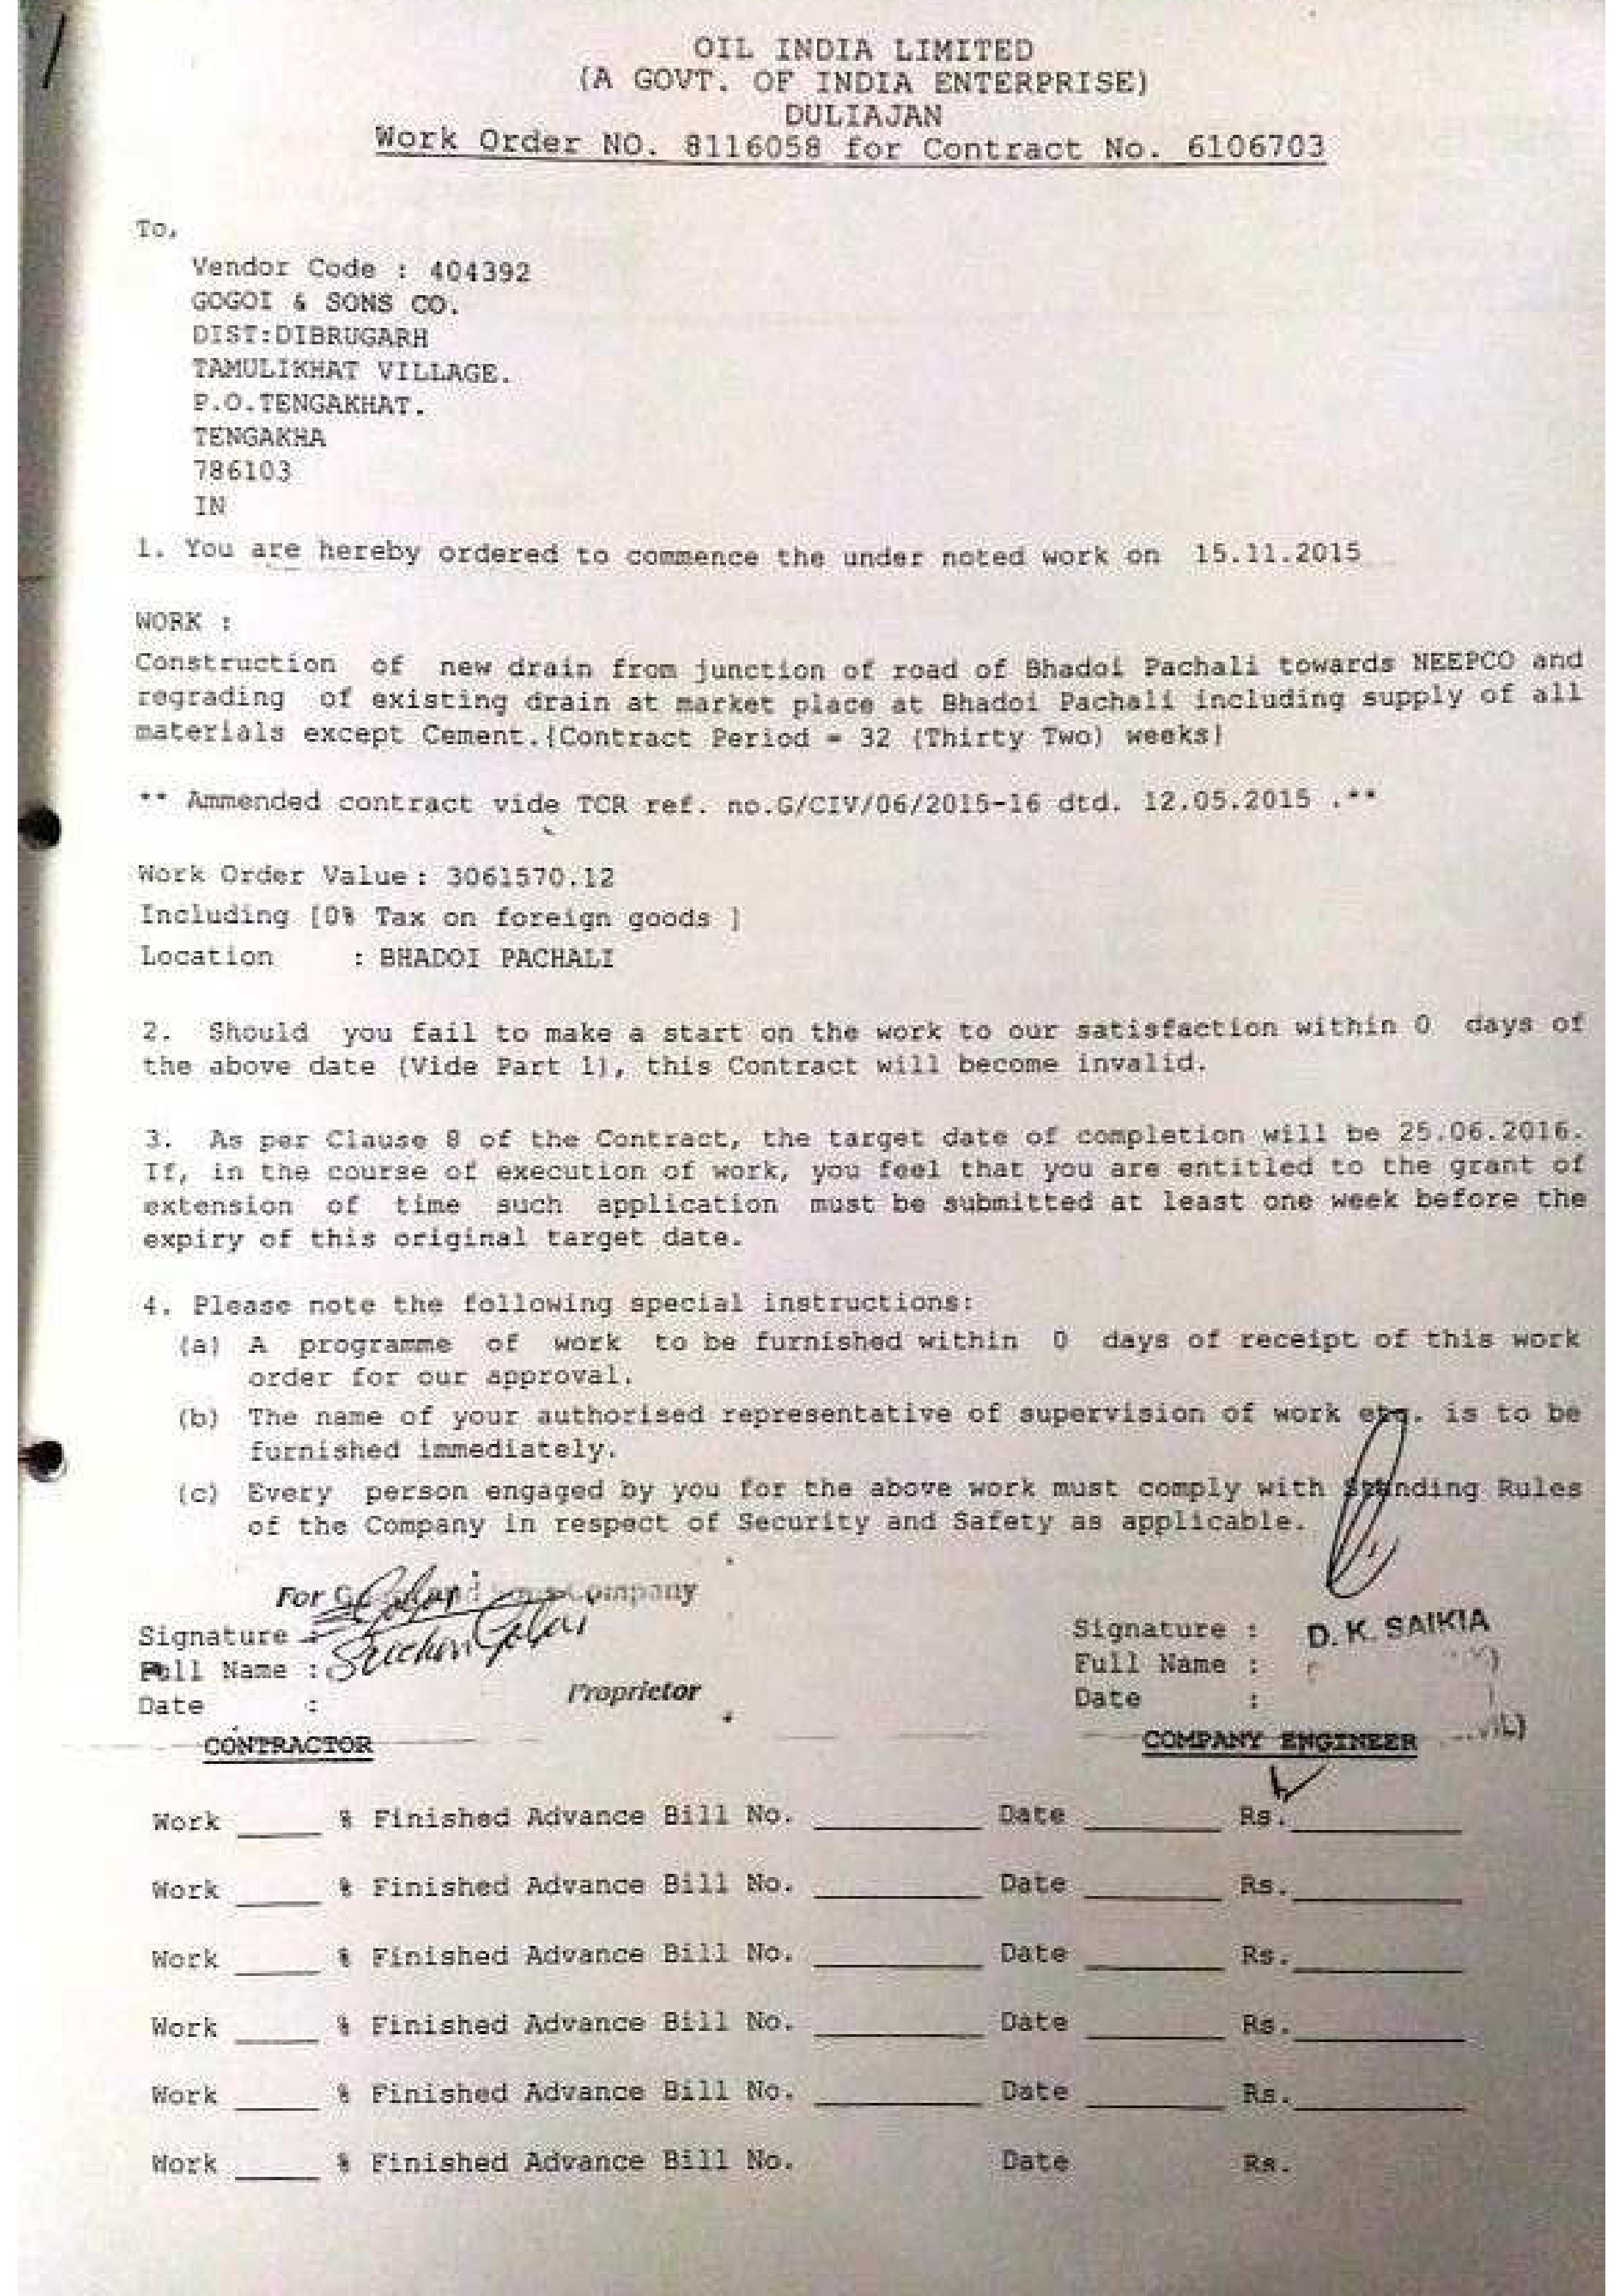 OIL INDIA LIMITED
(A GOVT. OF INDIA ENTERPRISE)
DULIAJAN
Work Order NO. 8116058 for Contract No. 6106703
To,
Vendor Code : 404392
GOGOI & SONS CO.
DIST:DIBRUGARH
TAMULIKHAT VILLAGE.
P.O.TENGAKHAT.
TENGAKHA
786103
IN
1. You are hereby ordered to commence the under noted work on 15.11.2015
WORK :
Construction of new drain from junction of road of Bhadoi Pachali towards NEEPCO and
regrading of existing drain at market place at Bhadoi Pachali including supply of all
materials except Cement.{Contract Period = 32 (Thirty Two) weeks}
** Ammended contract vide TCR ref. no.G/CIV/06/2015-16 dtd. 12.05.2015 .**
Work Order Value : 3061570.12
Including [0% Tax on foreign goods ]
Location : BHADOI PACHALI
2. Should you fail to make a start on the work to our satisfaction within 0 days of
the above date (Vide Part 1), this Contract will become invalid.
3. As per Clause 8 of the Contract, the target date of completion will be 25.06.2016.
If, in the course of execution of work, you feel that you are entitled to the grant of
extension of time such application must be submitted at least one week before the
expiry of this original target date.
4. Please note the following special instructions:
(a) A programme of work to be furnished within 0 days of receipt of this work
order for our approval.
(b) The name of your authorised representative of supervision of work etc. is to be
furnished immediately.
(c) Every person engaged by you for the above work must comply with Standing Rules
of the Company in respect of Security and Safety as applicable.
For Company
Signature : Signature : D. K. SAIKIA
Full Name : Full Name :
Proprietor
Date : Date :
CONTRACTOR COMPANY ENGINEER
Work _____ % Finished Advance Bill No. __________ Date ________ Rs.__________
Work _____ % Finished Advance Bill No. __________ Date ________ Rs.__________
Work _____ % Finished Advance Bill No. __________ Date ________ Rs.__________
Work _____ % Finished Advance Bill No. __________ Date ________ Rs.__________
Work _____ % Finished Advance Bill No. __________ Date ________ Rs.__________
Work _____ % Finished Advance Bill No. Date Rs.